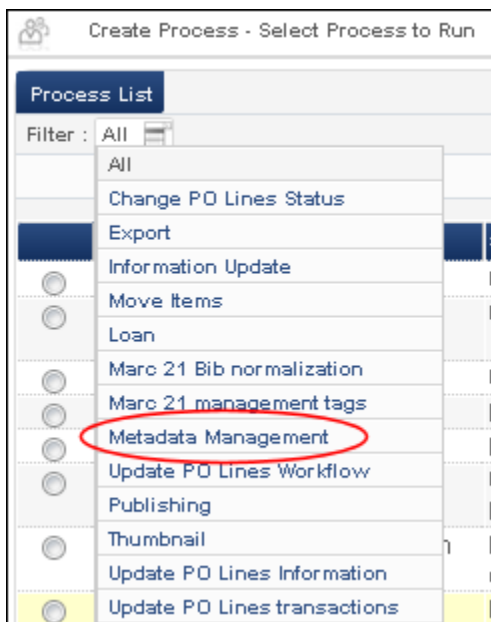 Create Process - Select Process to Run
Process List
Filter : All
All
Change PO Lines Status
Export
Information Update
Move Items
Loan
Marc 21 Bib normalization
Marc 21 management tags
Metadata Management
Update PO Lines Workflow
Publishing
Thumbnail
Update PO Lines Information
Update PO Lines transactions